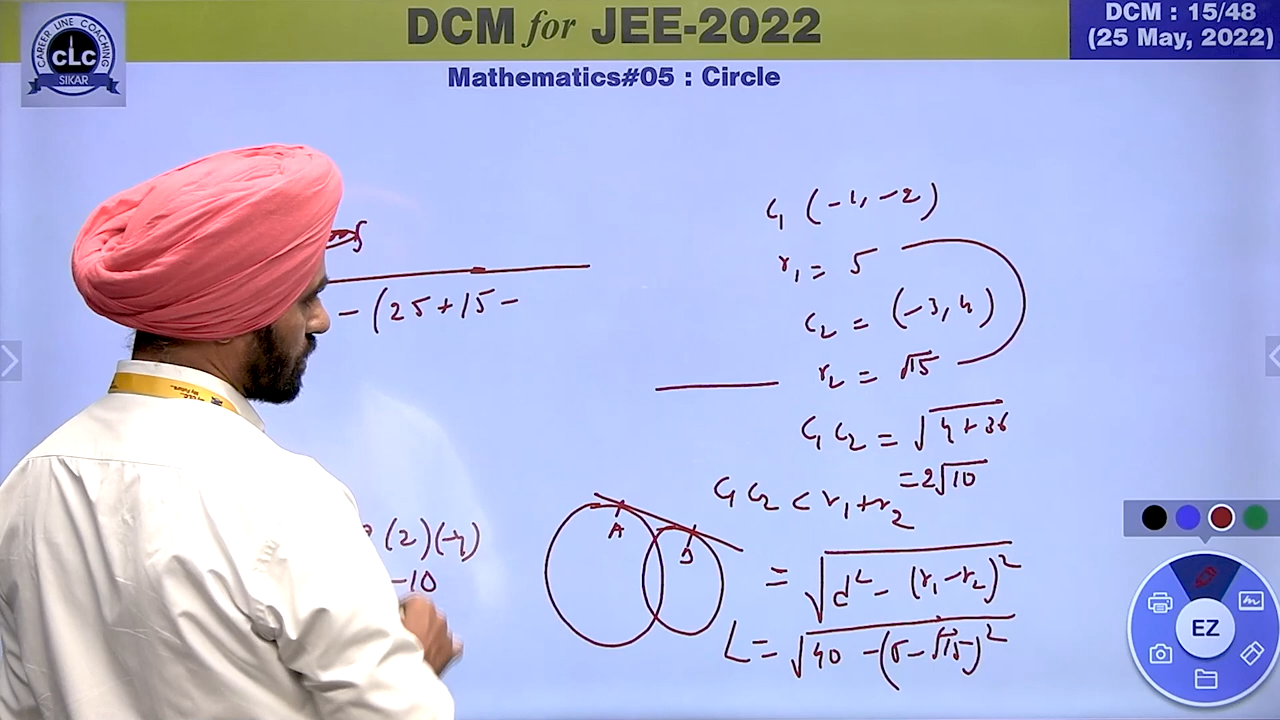 DCM for JEE-2022
DCM : 15/48
(25 May, 2022)
CAREER LINE COACHING
CLC
SIKAR
Mathematics#05 : Circle
C₁ (-1, -2)
r₁ = 5
C₂ = (-3, 4)
r₂ = √15
C₁C₂ = √4+36
= 2√10
C₁C₂ < r₁+r₂
- (25+15-
(2)(-4)
-10
A
B
= √d² - (r₁-r₂)²
L = √40 - (5-√15)²
EZ